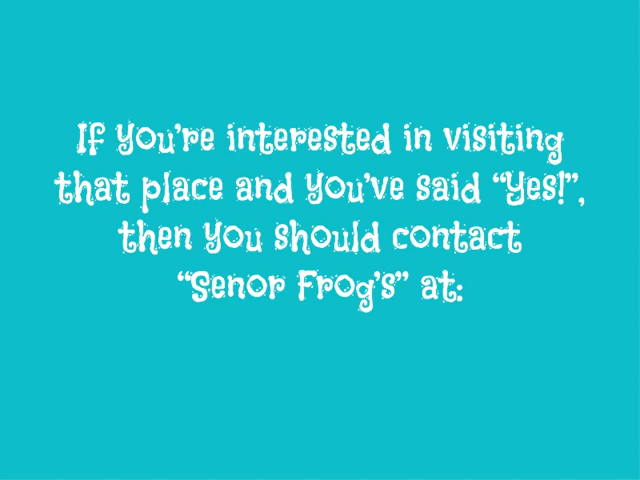 If you’re interested in visiting
that place and you’ve said “Yes!”,
then you should contact
“Senor Frog’s” at: